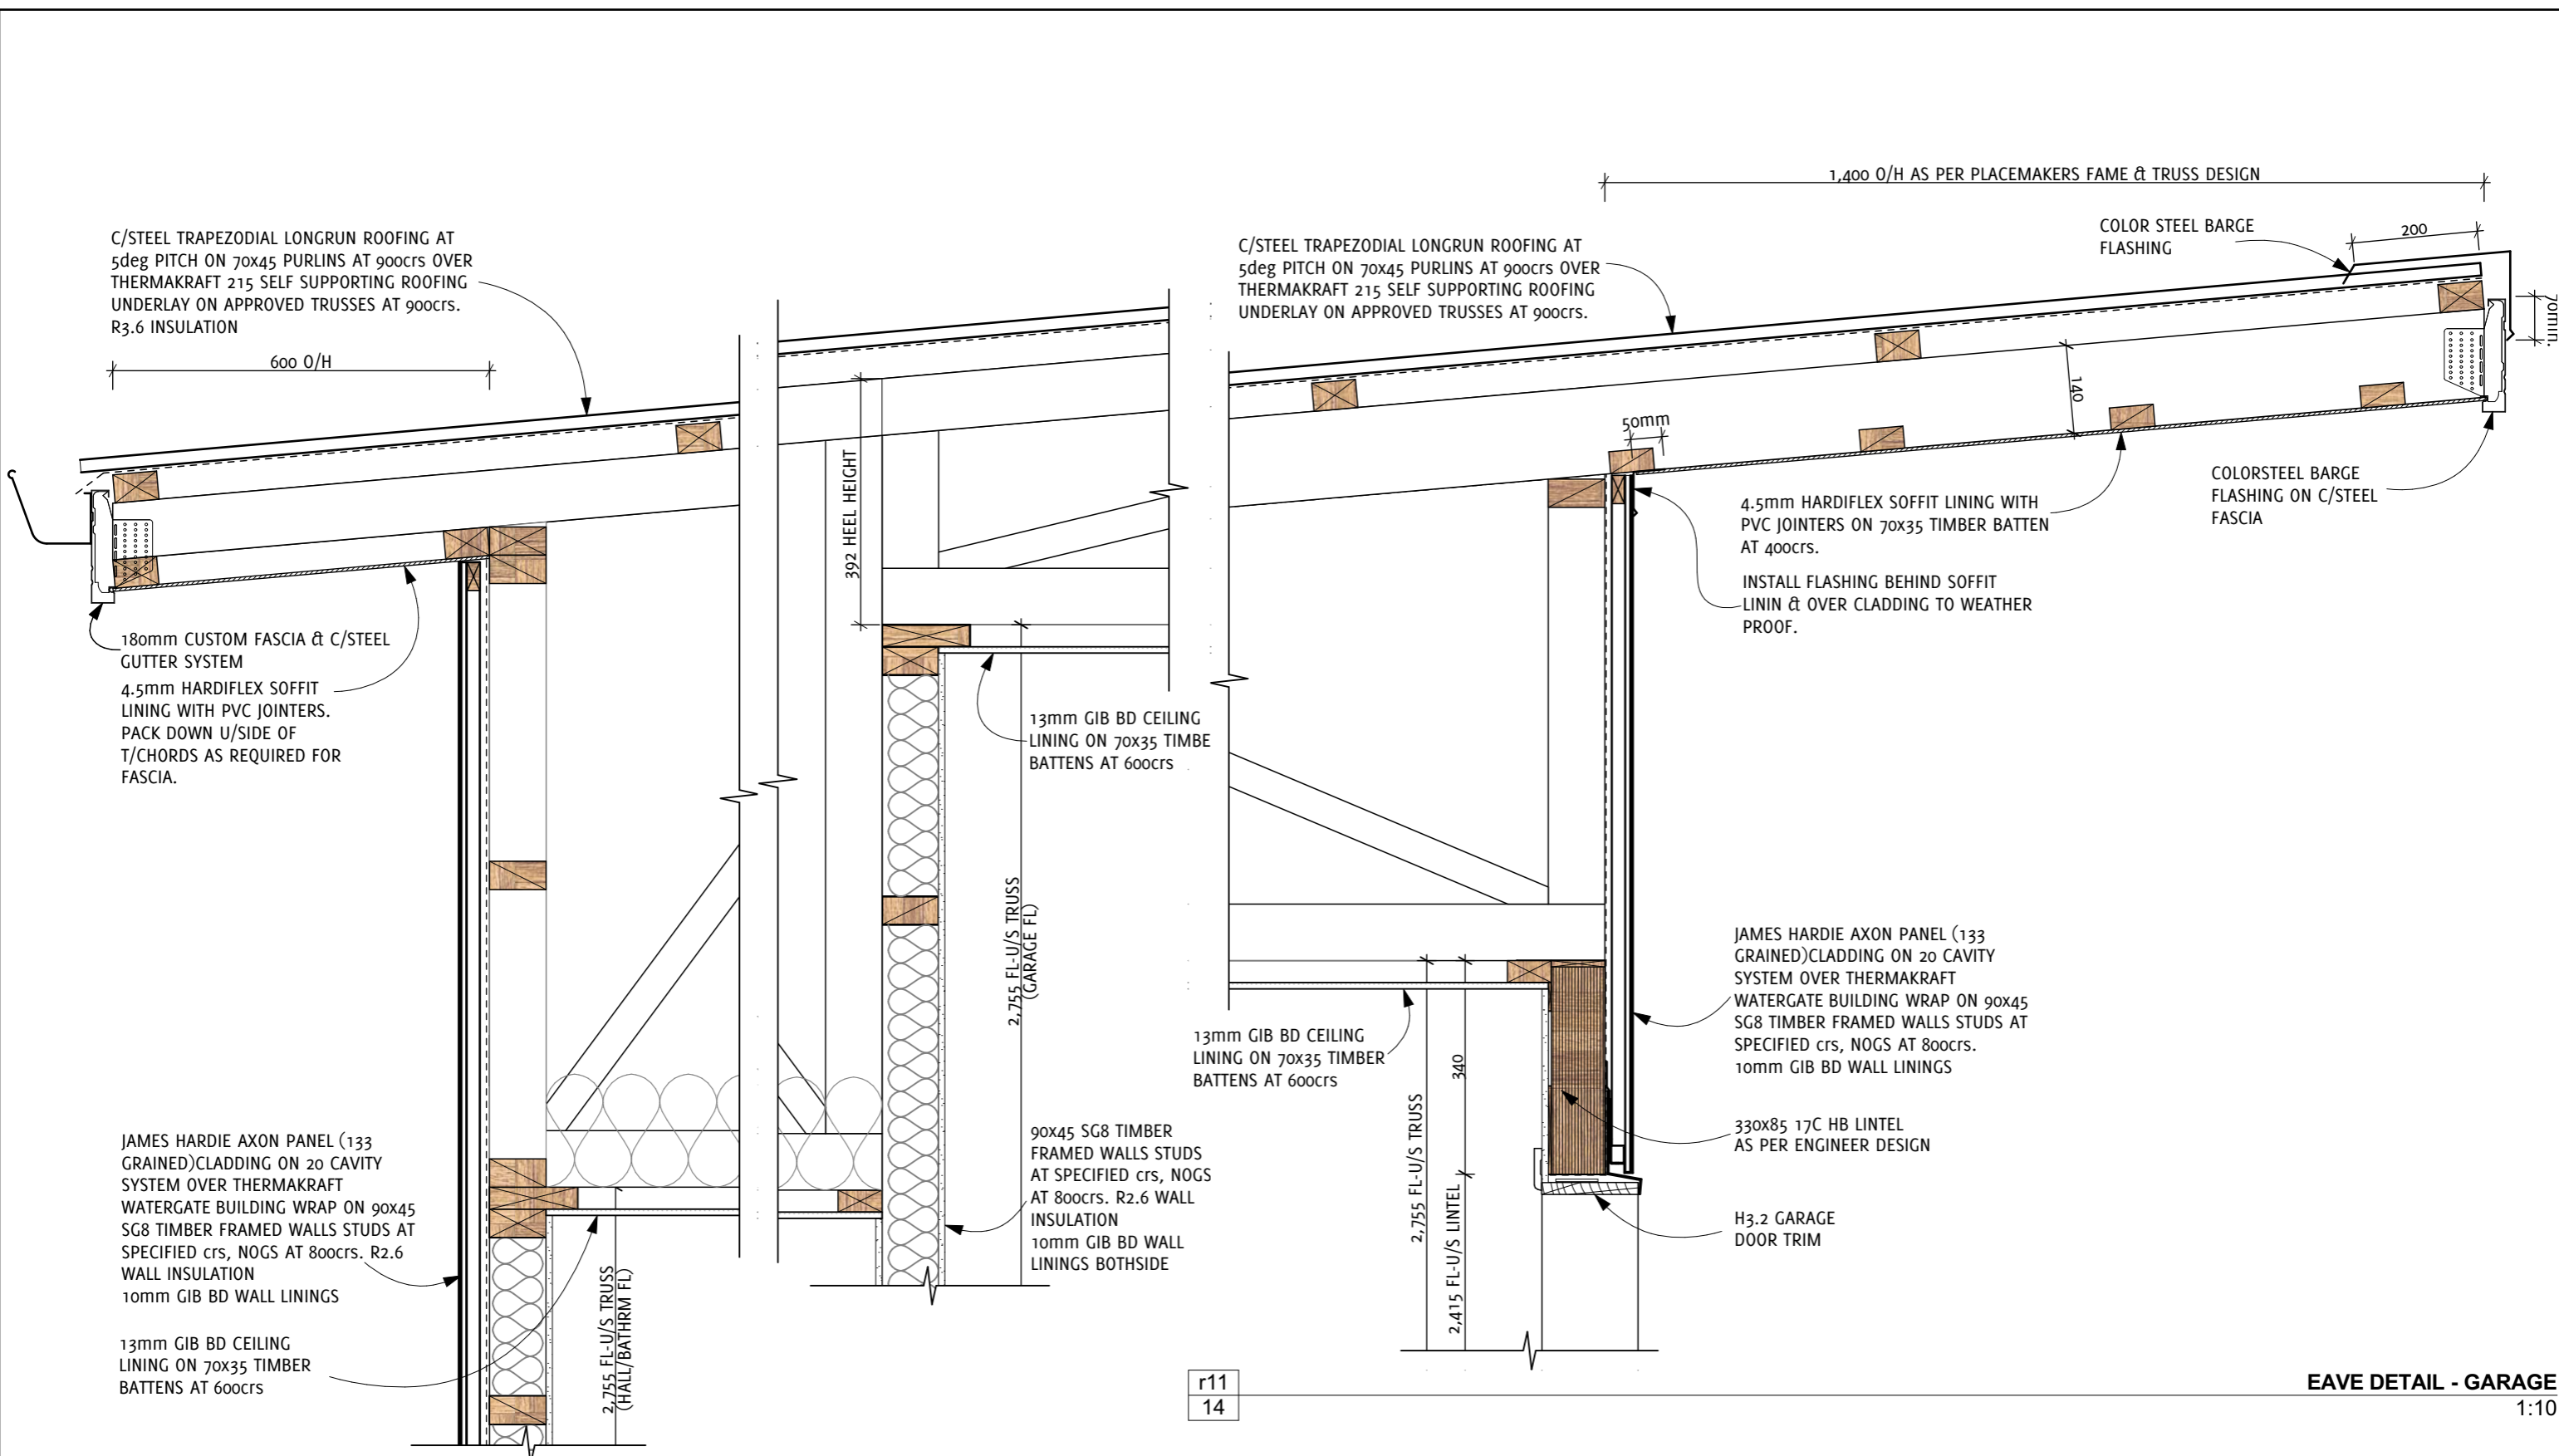 1,400 O/H AS PER PLACEMAKERS FAME & TRUSS DESIGN
C/STEEL TRAPEZODIAL LONGRUN ROOFING AT
5deg PITCH ON 70x45 PURLINS AT 900crs OVER
THERMAKRAFT 215 SELF SUPPORTING ROOFING
UNDERLAY ON APPROVED TRUSSES AT 900crs.
R3.6 INSULATION
600 O/H
C/STEEL TRAPEZODIAL LONGRUN ROOFING AT
5deg PITCH ON 70x45 PURLINS AT 900crs OVER
THERMAKRAFT 215 SELF SUPPORTING ROOFING
UNDERLAY ON APPROVED TRUSSES AT 900crs.
COLOR STEEL BARGE
FLASHING
200
70min.
140
50mm
392 HEEL HEIGHT
180mm CUSTOM FASCIA & C/STEEL
GUTTER SYSTEM
4.5mm HARDIFLEX SOFFIT
LINING WITH PVC JOINTERS.
PACK DOWN U/SIDE OF
T/CHORDS AS REQUIRED FOR
FASCIA.
4.5mm HARDIFLEX SOFFIT LINING WITH
PVC JOINTERS ON 70x35 TIMBER BATTEN
AT 400crs.
COLORSTEEL BARGE
FLASHING ON C/STEEL
FASCIA
INSTALL FLASHING BEHIND SOFFIT
LININ & OVER CLADDING TO WEATHER
PROOF.
13mm GIB BD CEILING
LINING ON 70x35 TIMBE
BATTENS AT 600crs
2,755 FL-U/S TRUSS
(GARAGE FL)
JAMES HARDIE AXON PANEL (133
GRAINED)CLADDING ON 20 CAVITY
SYSTEM OVER THERMAKRAFT
WATERGATE BUILDING WRAP ON 90x45
SG8 TIMBER FRAMED WALLS STUDS AT
SPECIFIED crs, NOGS AT 800crs.
10mm GIB BD WALL LININGS
13mm GIB BD CEILING
LINING ON 70x35 TIMBER
BATTENS AT 600crs
340
2,755 FL-U/S TRUSS
2,415 FL-U/S LINTEL
330x85 17C HB LINTEL
AS PER ENGINEER DESIGN
H3.2 GARAGE
DOOR TRIM
90x45 SG8 TIMBER
FRAMED WALLS STUDS
AT SPECIFIED crs, NOGS
AT 800crs. R2.6 WALL
INSULATION
10mm GIB BD WALL
LININGS BOTHSIDE
JAMES HARDIE AXON PANEL (133
GRAINED)CLADDING ON 20 CAVITY
SYSTEM OVER THERMAKRAFT
WATERGATE BUILDING WRAP ON 90x45
SG8 TIMBER FRAMED WALLS STUDS AT
SPECIFIED crs, NOGS AT 800crs. R2.6
WALL INSULATION
10mm GIB BD WALL LININGS
13mm GIB BD CEILING
LINING ON 70x35 TIMBER
BATTENS AT 600crs
2,755 FL-U/S TRUSS
(HALL/BATHRM FL)
r11
14
EAVE DETAIL - GARAGE
1:10